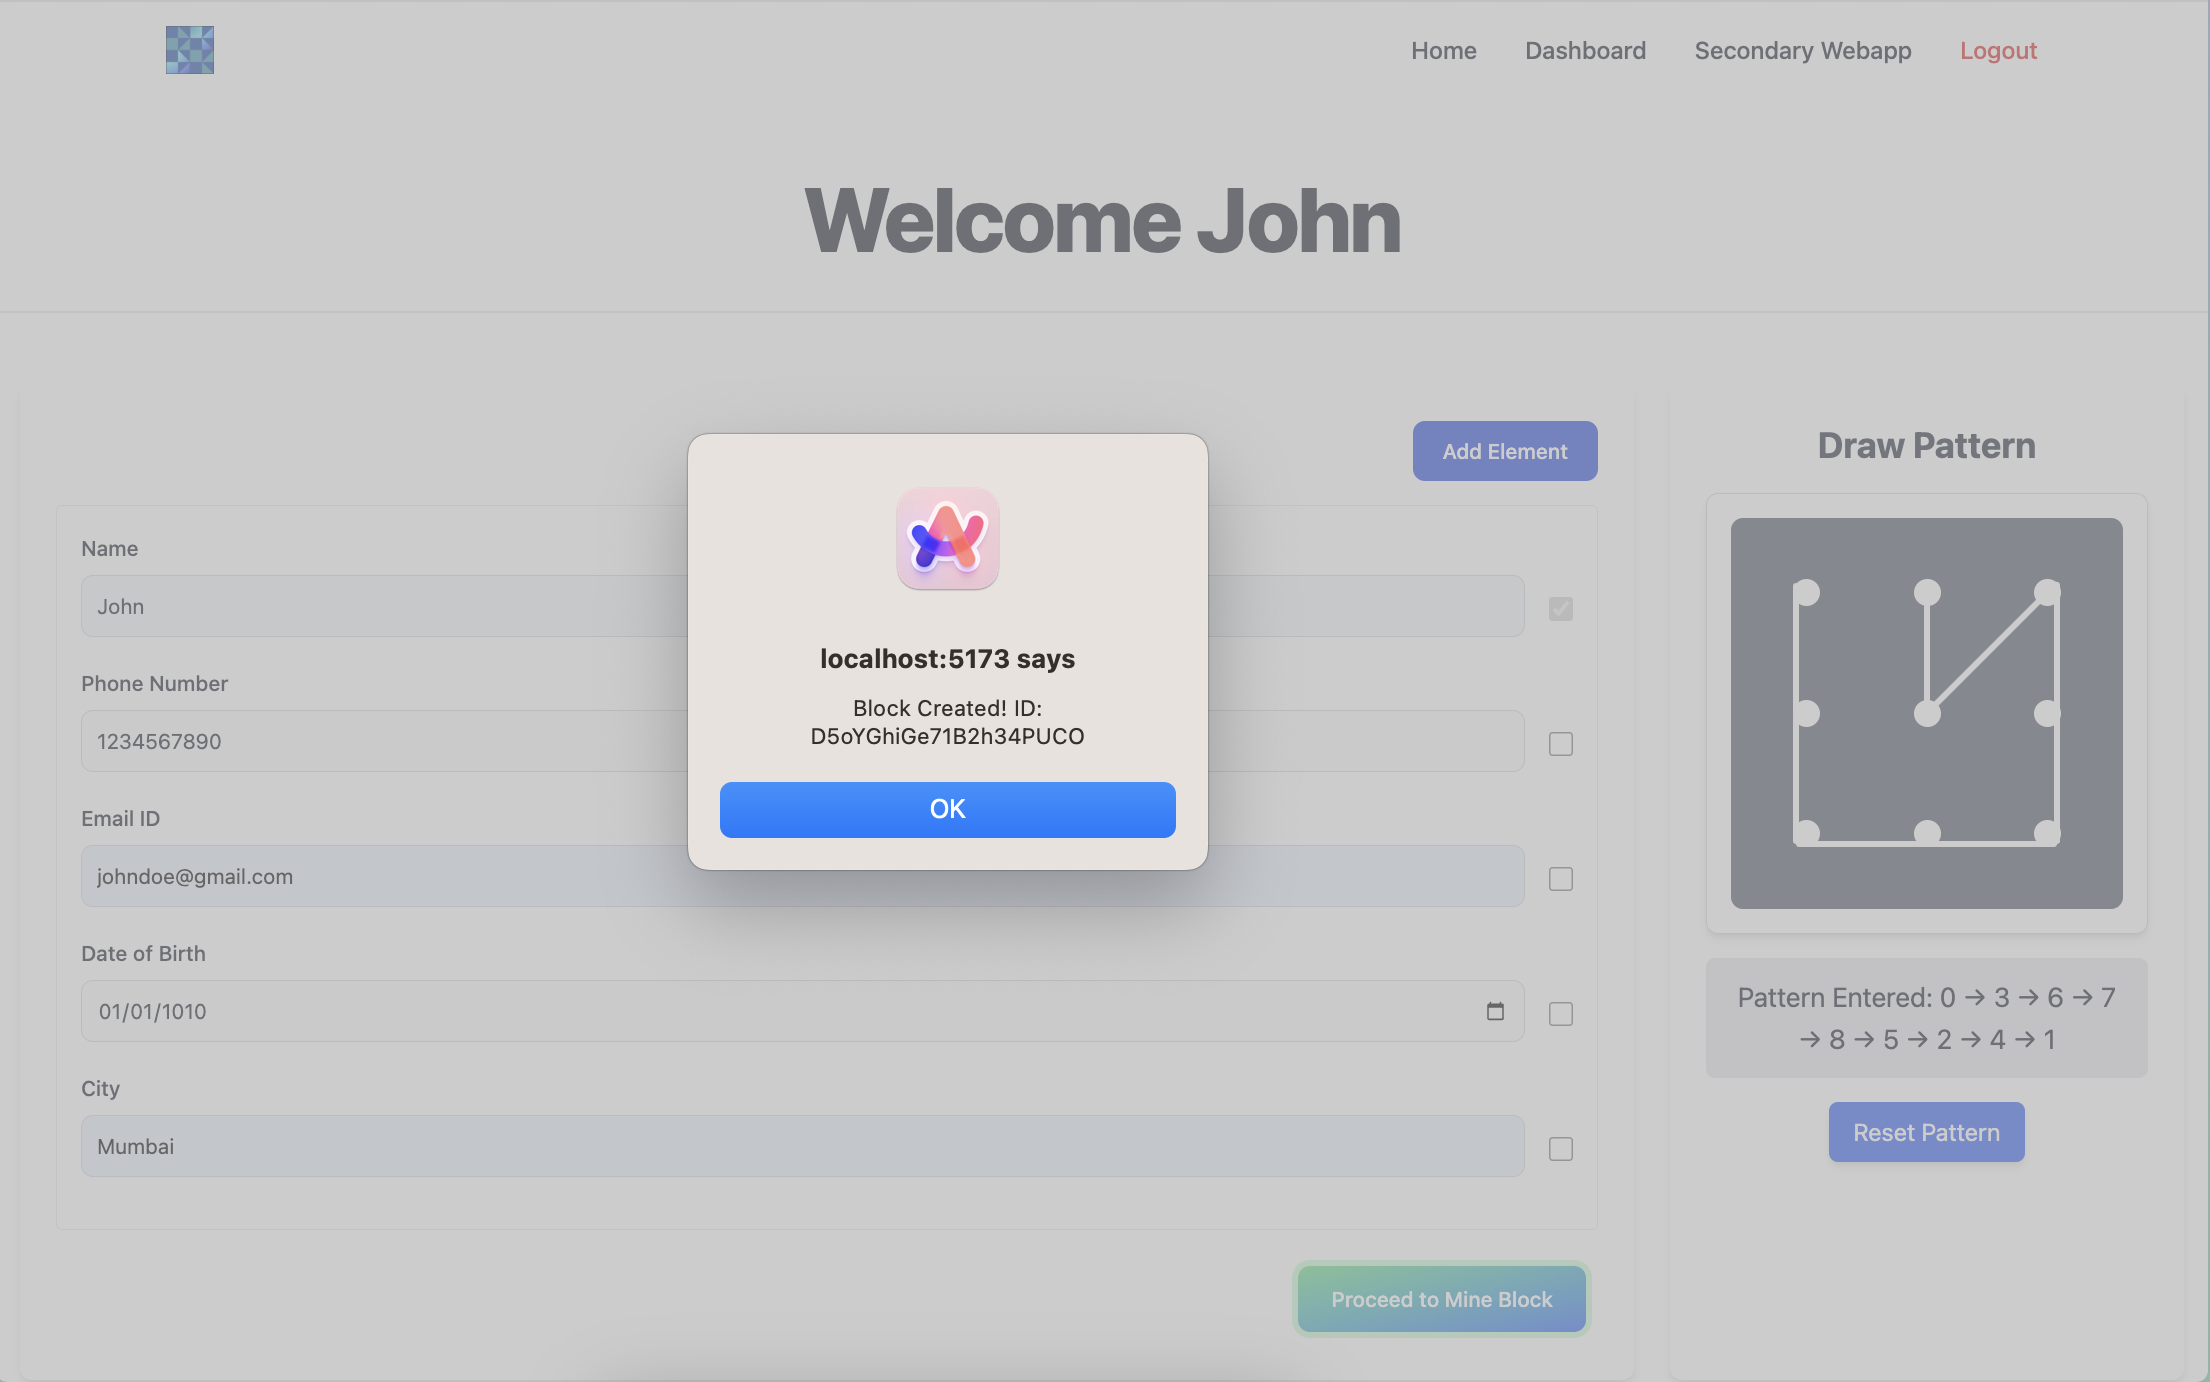 Home Dashboard Secondary Webapp Logout
Welcome John
Add Element
Name
John
Phone Number
1234567890
Email ID
johndoe@gmail.com
Date of Birth
01/01/1010
City
Mumbai
Proceed to Mine Block
localhost:5173 says
Block Created! ID:
D5oYGhiGe71B2h34PUCO
OK
Draw Pattern
Pattern Entered: 0 → 3 → 6 → 7
→ 8 → 5 → 2 → 4 → 1
Reset Pattern